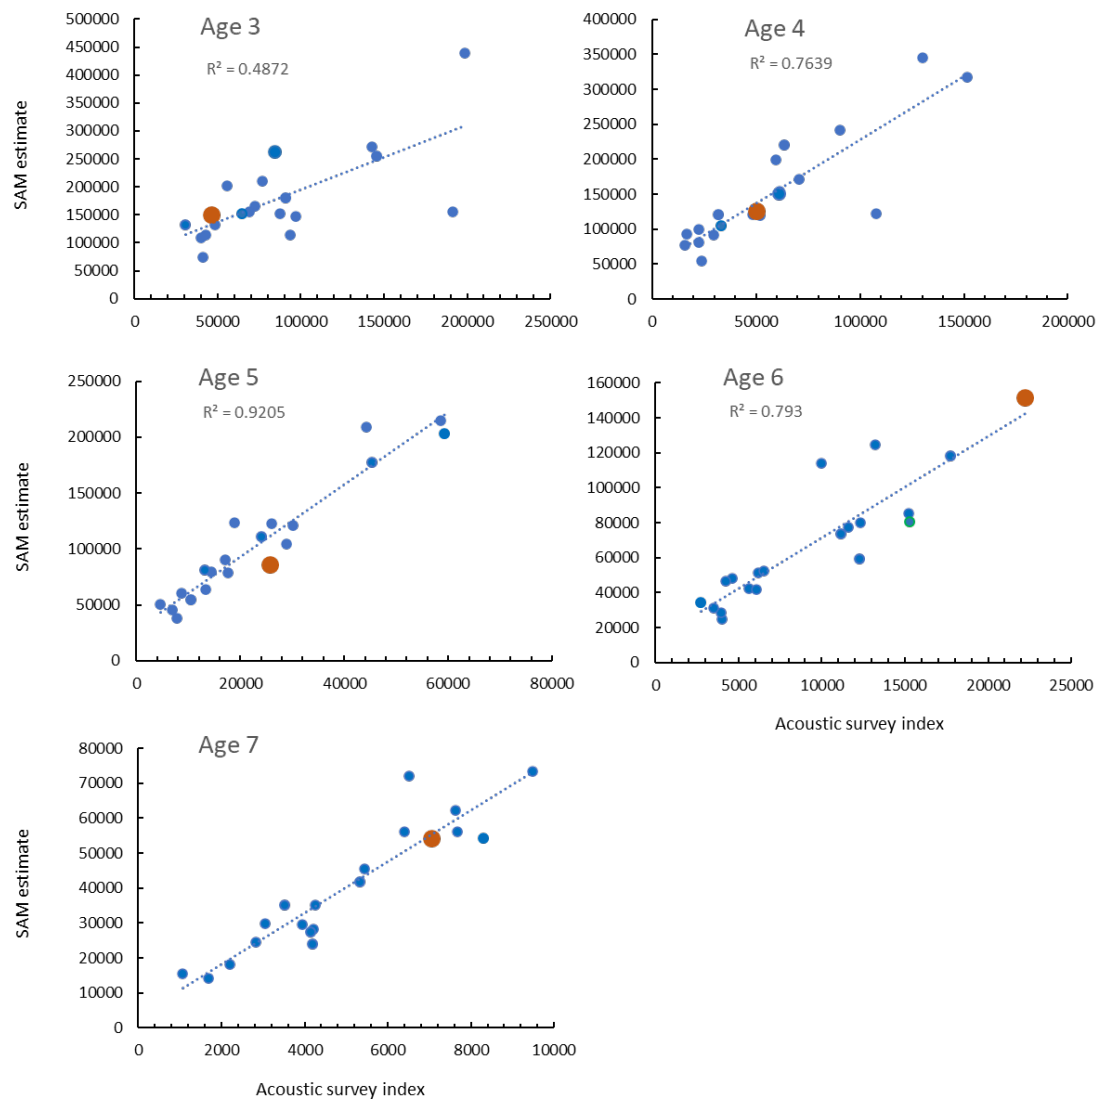 Age 3
R² = 0.4872
SAM estimate
500000
450000
400000
350000
300000
250000
200000
150000
100000
50000
0
0 50000 100000 150000 200000 250000
Age 4
R² = 0.7639
400000
350000
300000
250000
200000
150000
100000
50000
0
0 50000 100000 150000 200000
Age 5
R² = 0.9205
SAM estimate
250000
200000
150000
100000
50000
0
0 20000 40000 60000 80000
Age 6
R² = 0.793
160000
140000
120000
100000
80000
60000
40000
20000
0
0 5000 10000 15000 20000 25000
Acoustic survey index
Age 7
SAM estimate
80000
70000
60000
50000
40000
30000
20000
10000
0
0 2000 4000 6000 8000 10000
Acoustic survey index